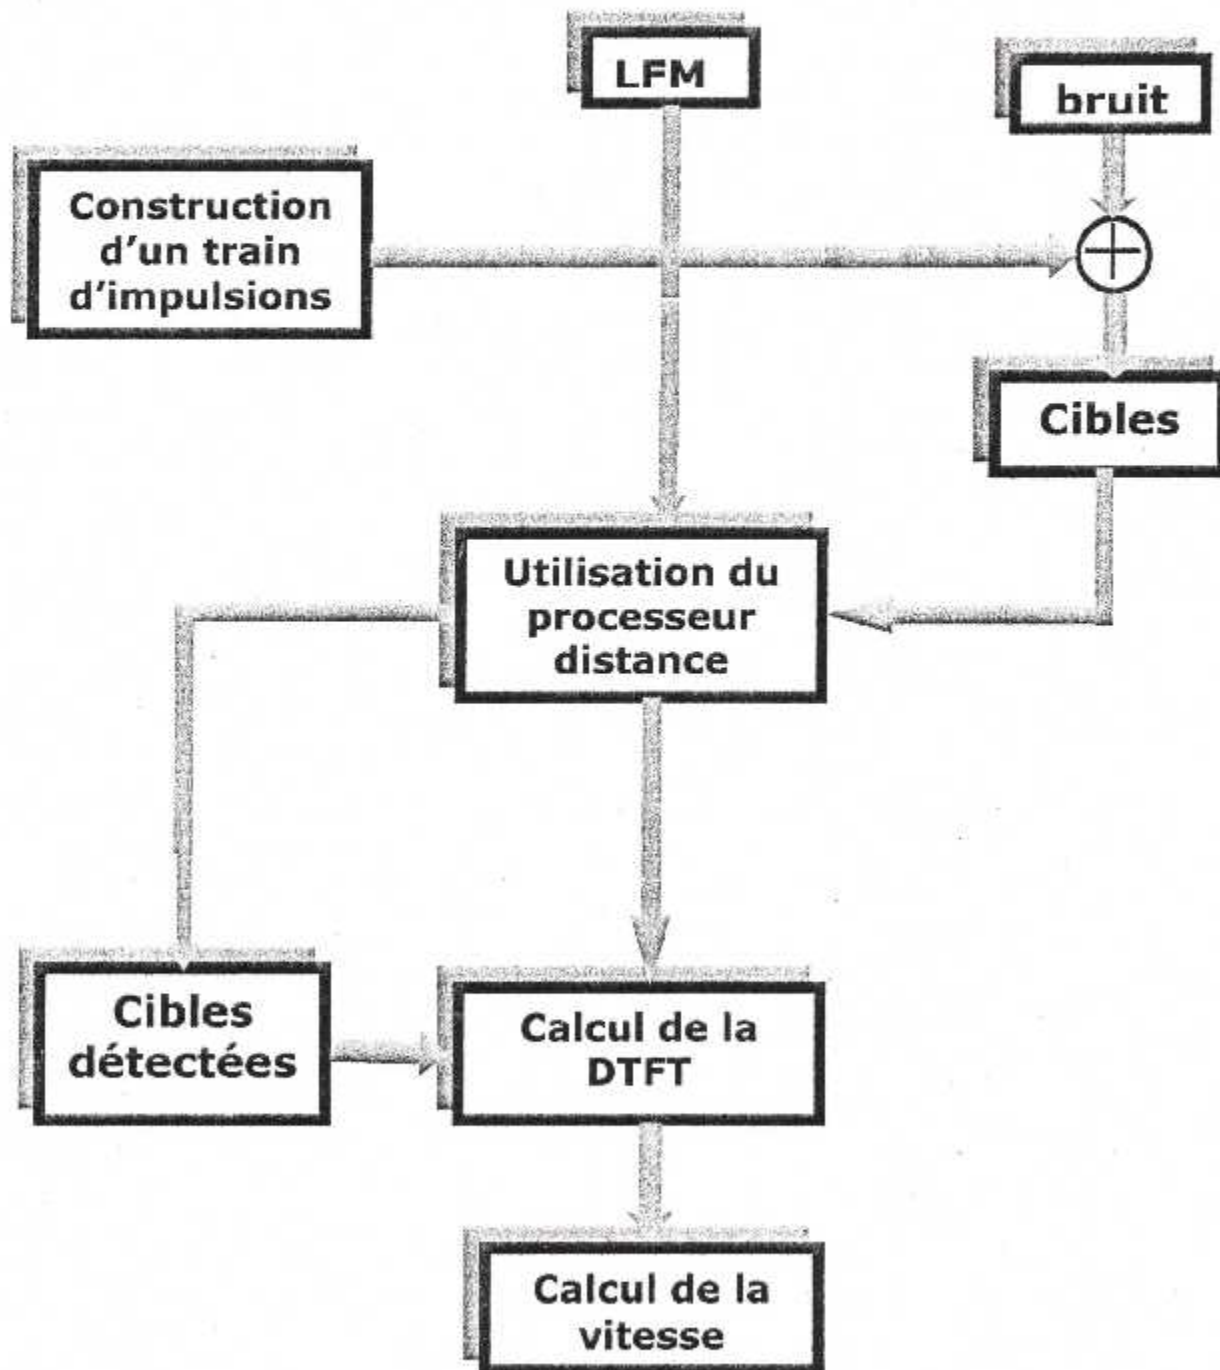 LFM
bruit
Construction
d'un train
d'impulsions
Cibles
Utilisation du
processeur
distance
Cibles
détectées
Calcul de la
DTFT
Calcul de la
vitesse